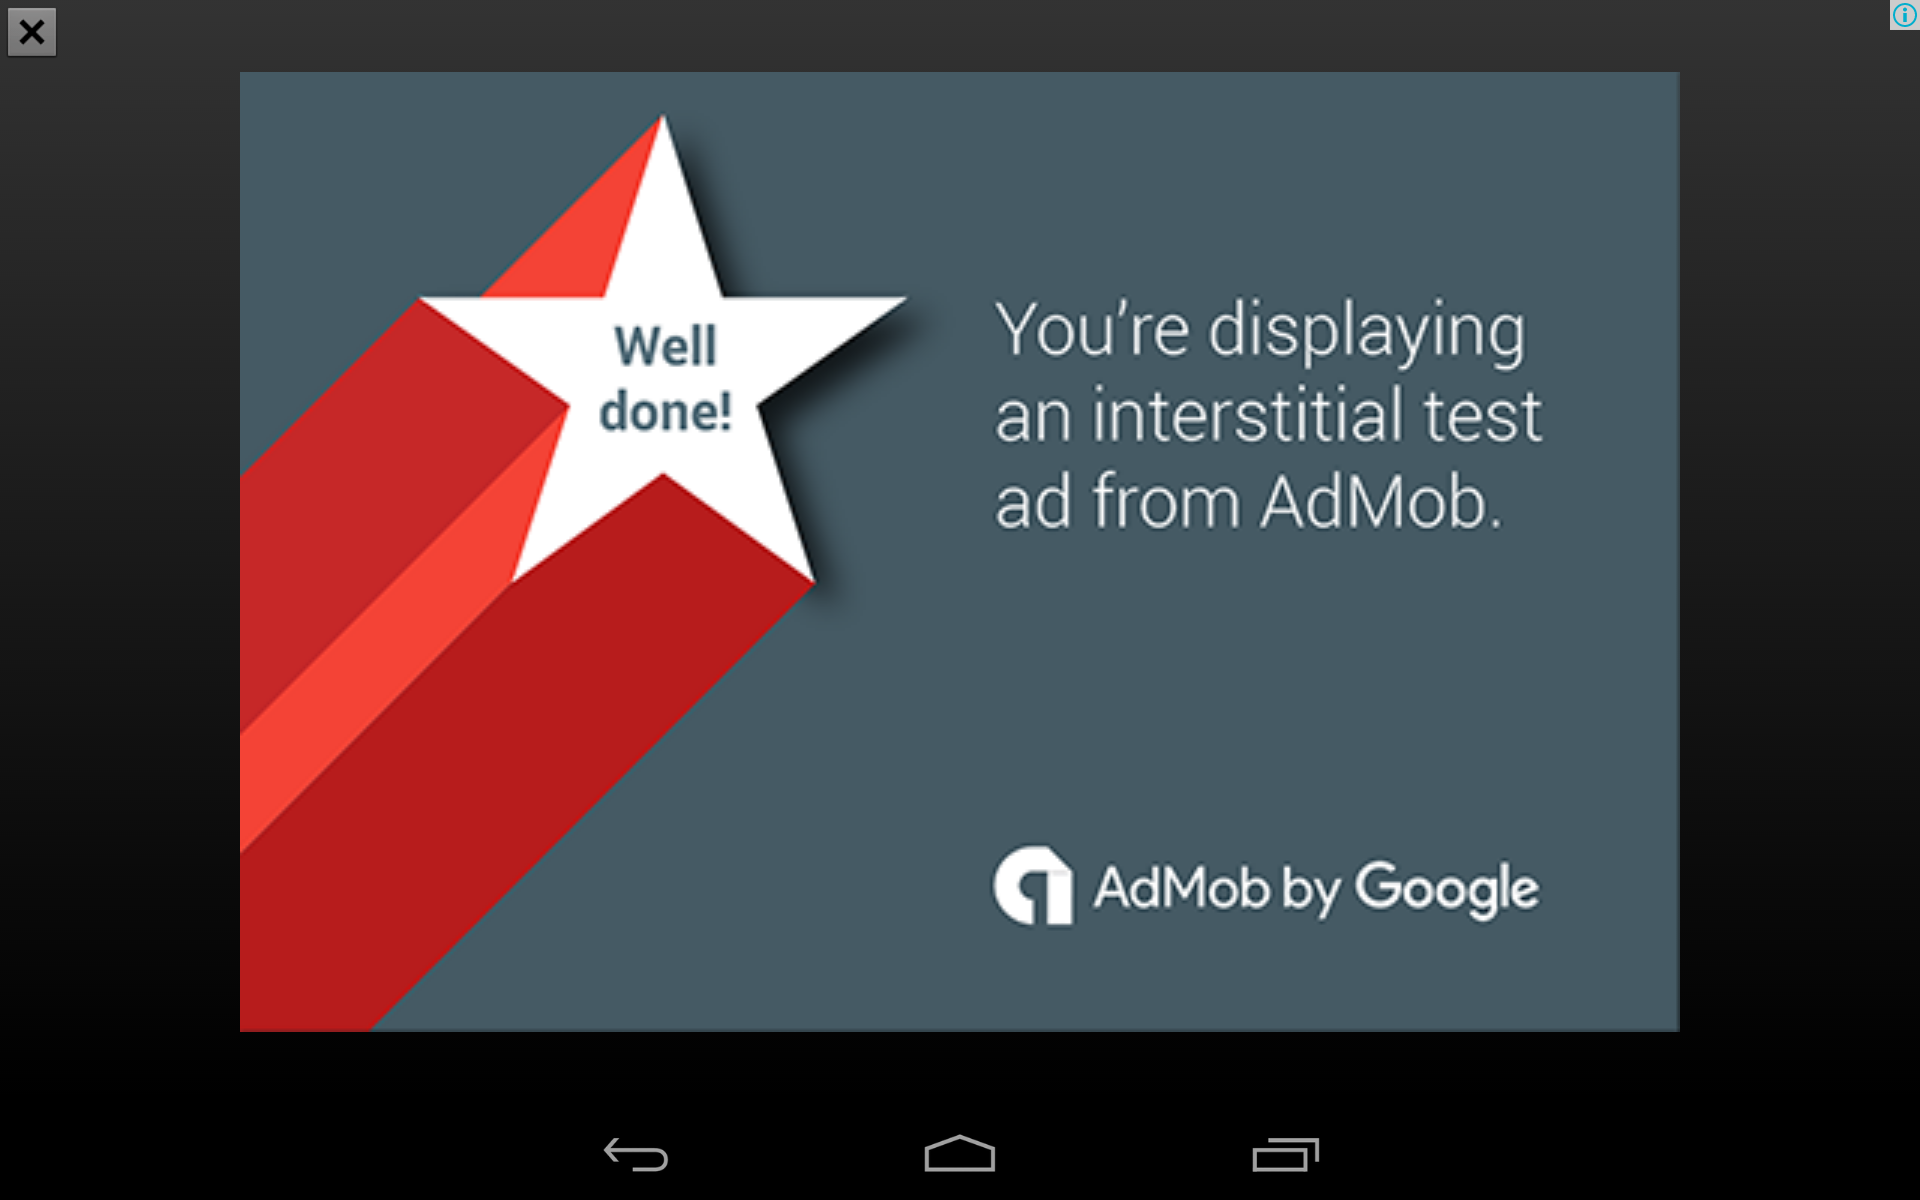 Well
done!
You’re displaying
an interstitial test
ad from AdMob.
AdMob by Google